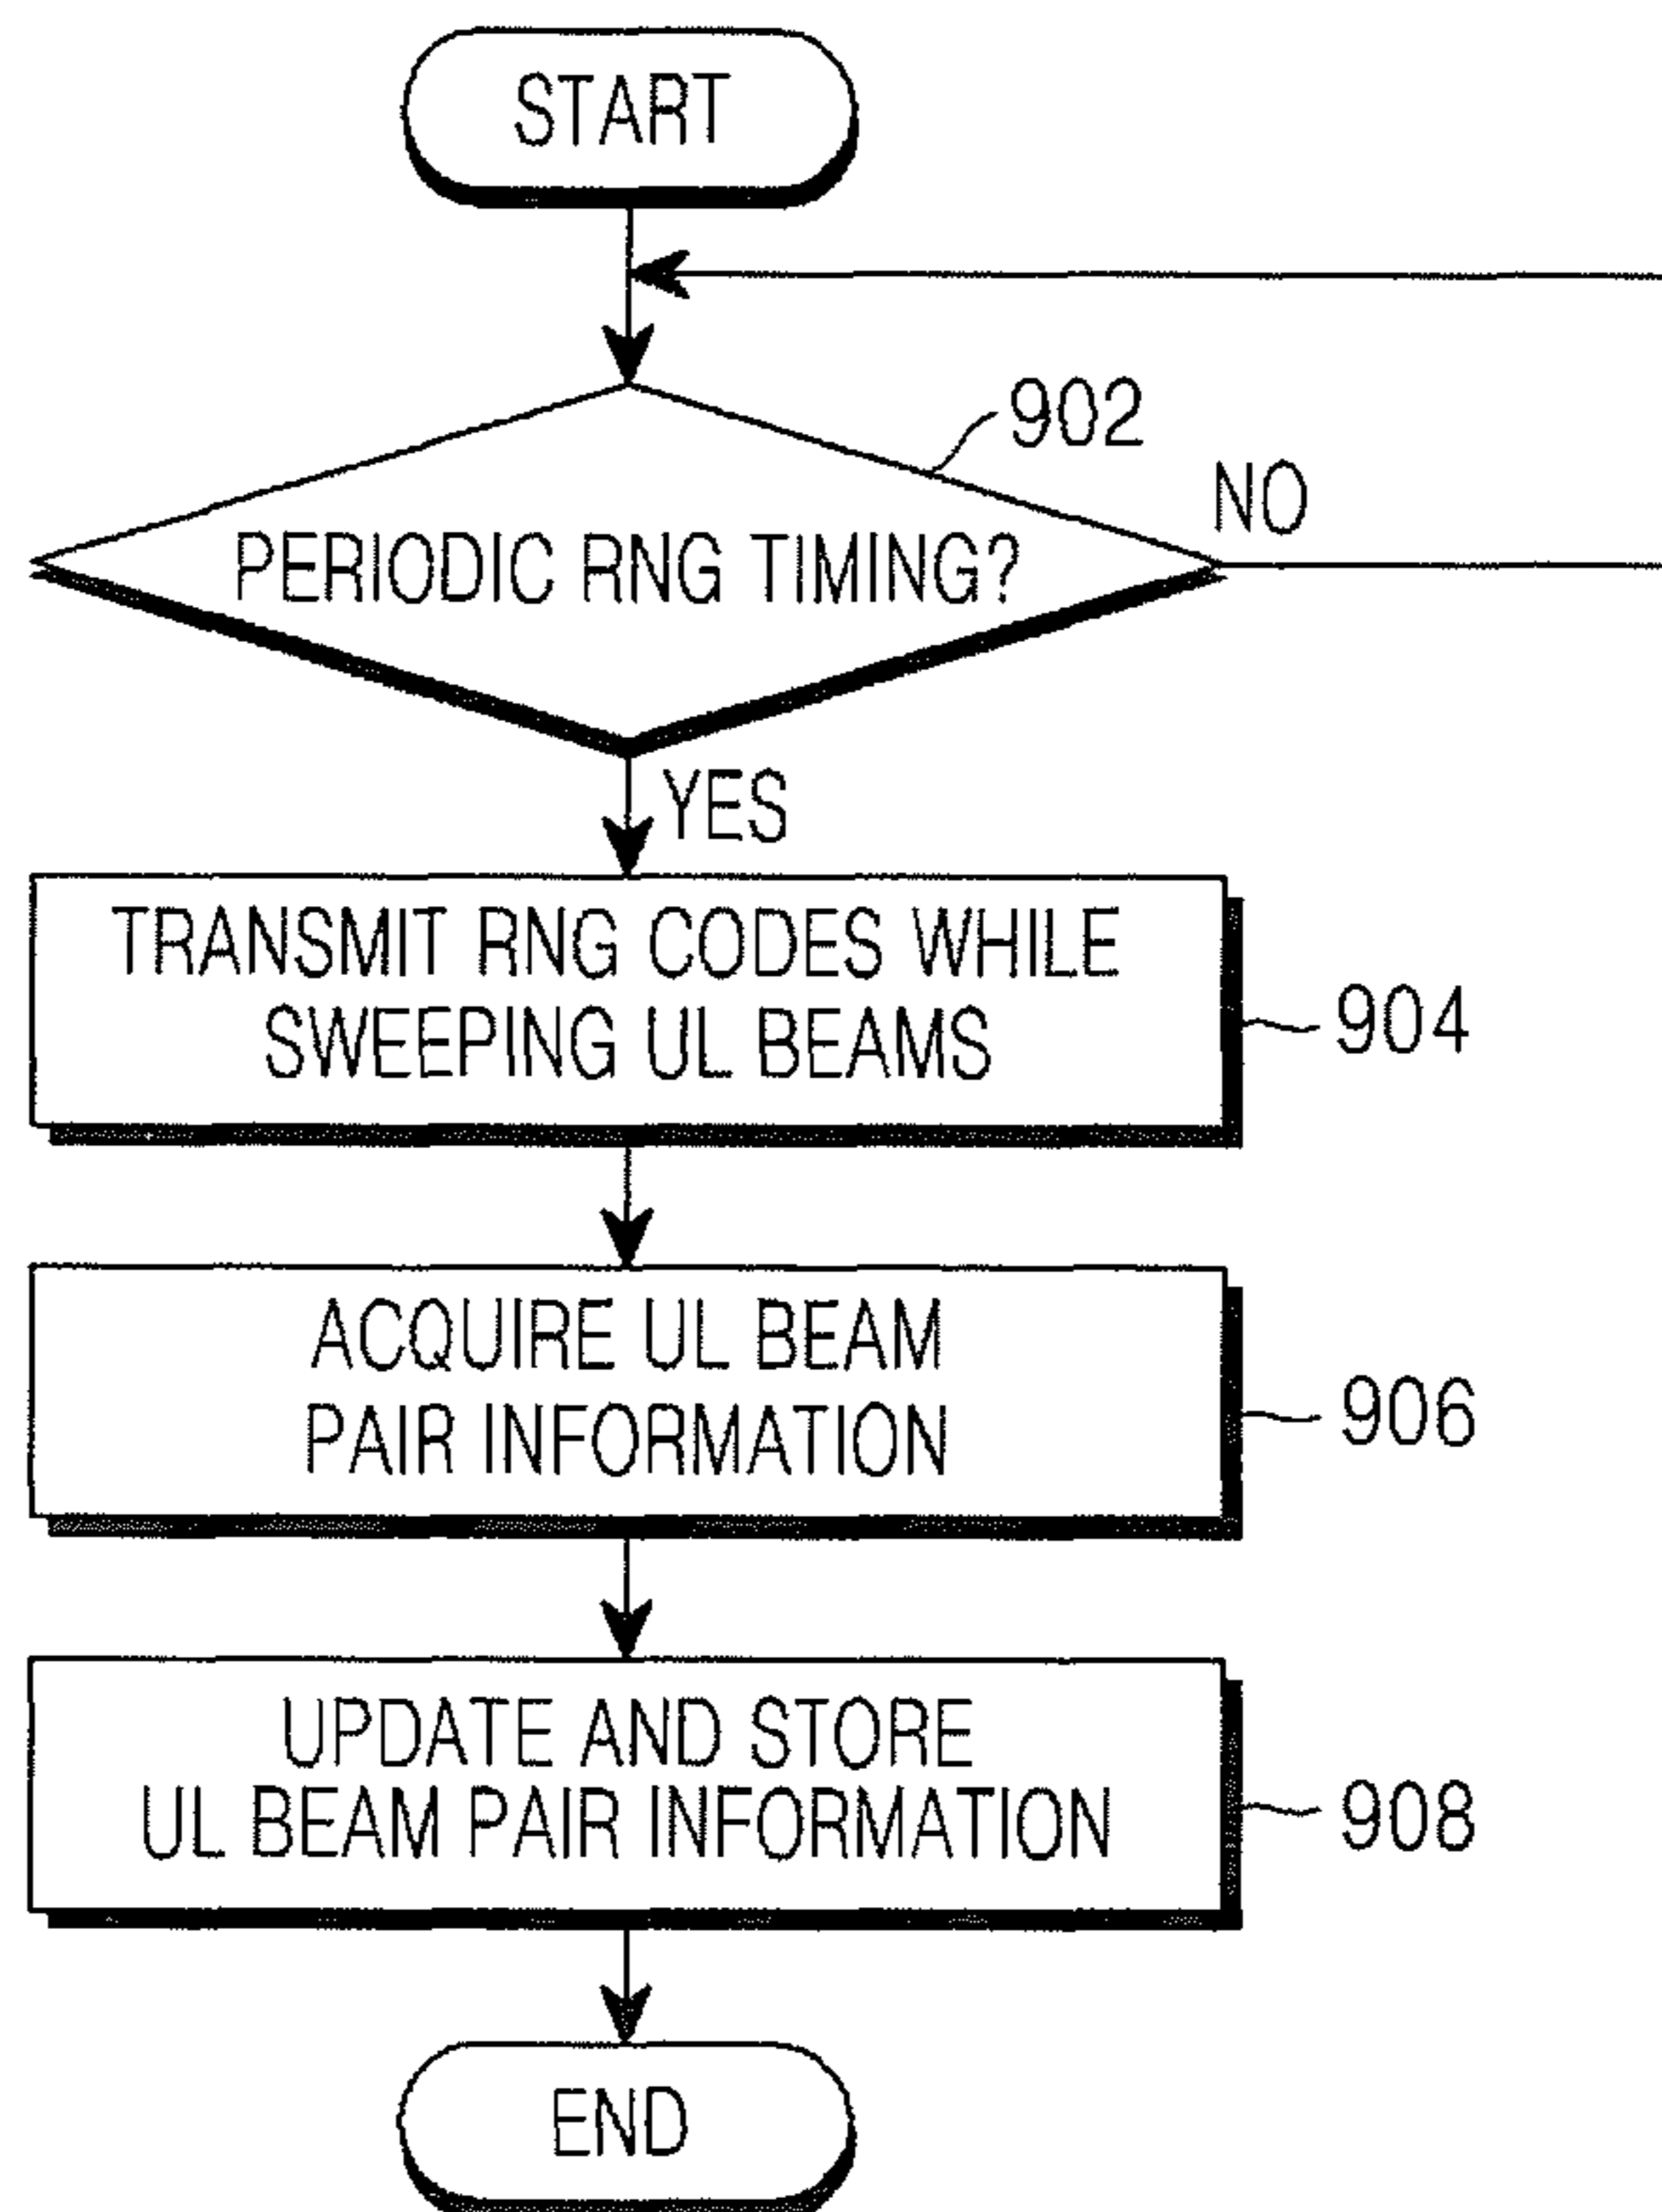 START
902
NO
PERIODIC RNG TIMING?
YES
TRANSMIT RNG CODES WHILE
SWEEPING UL BEAMS
904
ACQUIRE UL BEAM
PAIR INFORMATION
906
UPDATE AND STORE
UL BEAM PAIR INFORMATION
908
END